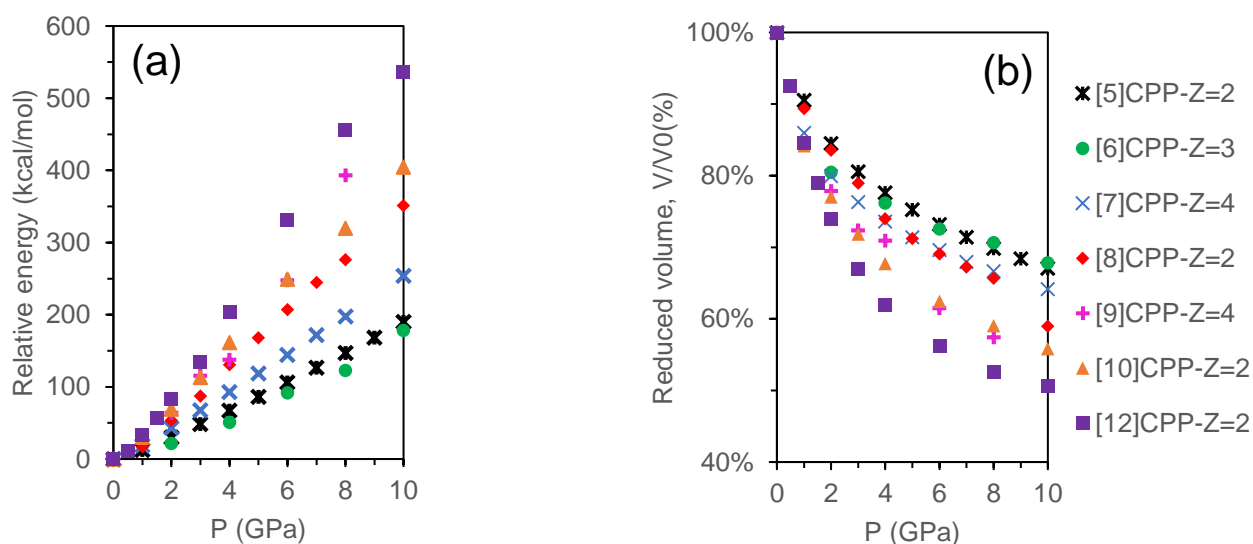 (a)
Relative energy (kcal/mol)
600
500
400
300
200
100
0
0 2 4 6 8 10
P (GPa)
(b)
Reduced volume, V/V0(%)
100%
80%
60%
40%
0 2 4 6 8 10
P (GPa)
[5]CPP-Z=2
[6]CPP-Z=3
[7]CPP-Z=4
[8]CPP-Z=2
[9]CPP-Z=4
[10]CPP-Z=2
[12]CPP-Z=2